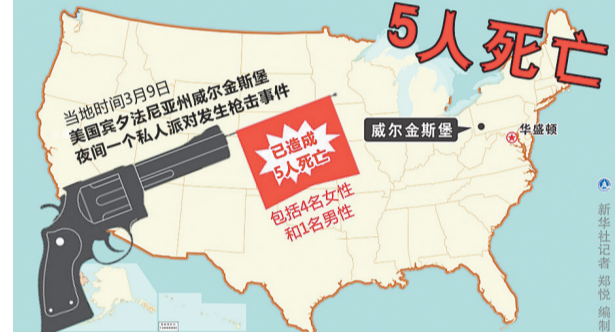 5人死亡
当地时间3月9日
美国宾夕法尼亚州威尔金斯堡
夜间一个私人派对发生枪击事件
已造成
5人死亡
包括4名女性
和1名男性
威尔金斯堡
华盛顿
新华社记者 郑悦 编制